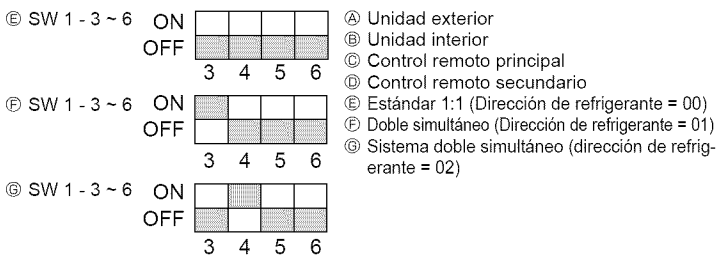 Ⓔ SW 1 - 3 ~ 6 ON
OFF
3 4 5 6
Ⓕ SW 1 - 3 ~ 6 ON
OFF
3 4 5 6
Ⓖ SW 1 - 3 ~ 6 ON
OFF
3 4 5 6
Ⓐ Unidad exterior
Ⓑ Unidad interior
Ⓒ Control remoto principal
Ⓓ Control remoto secundario
Ⓔ Estándar 1:1 (Dirección de refrigerante = 00)
Ⓕ Doble simultáneo (Dirección de refrigerante = 01)
Ⓖ Sistema doble simultáneo (dirección de refrig-
erante = 02)